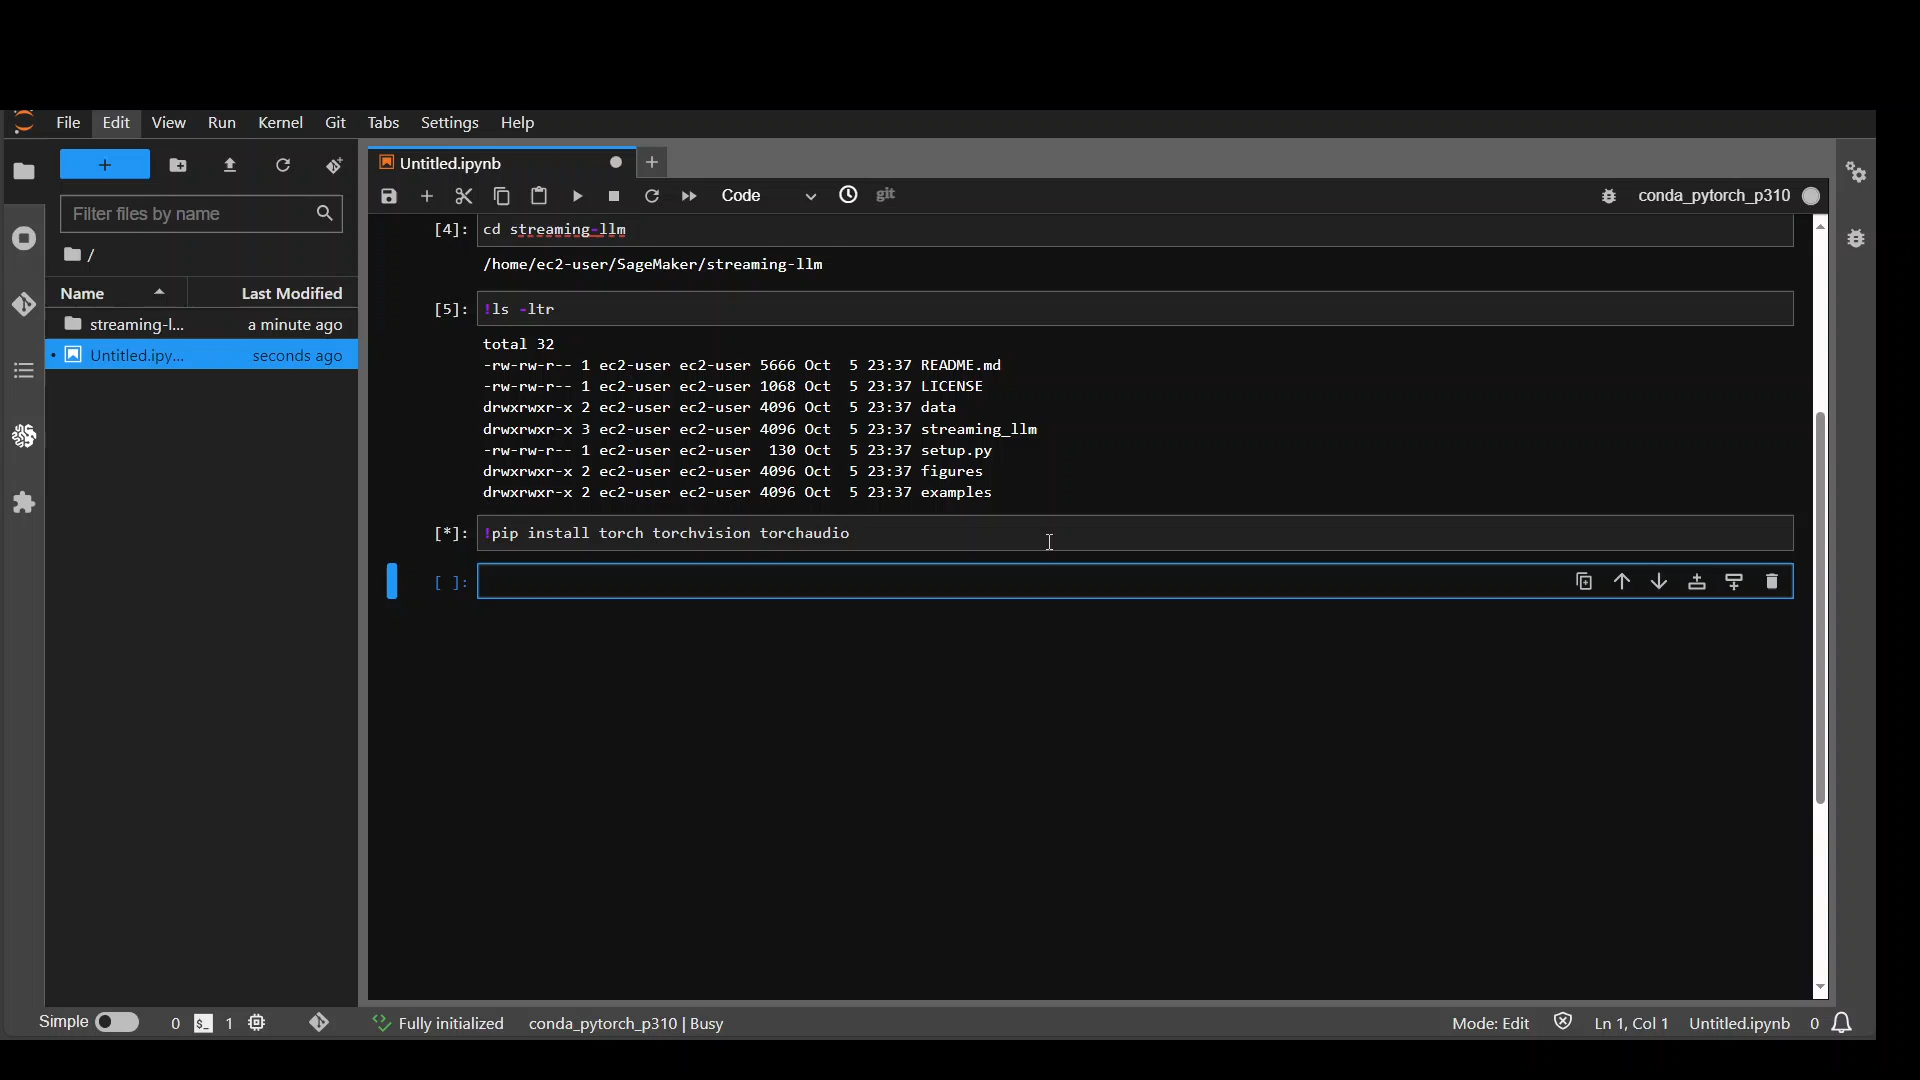 File Edit View Run Kernel Git Tabs Settings Help
+
Filter files by name
/
Name Last Modified
streaming-l... a minute ago
Untitled.ipy... seconds ago
Untitled.ipynb
Code git conda_pytorch_p310
[4]: cd streaming-llm
/home/ec2-user/SageMaker/streaming-llm
[5]: !ls -ltr
total 32
-rw-rw-r-- 1 ec2-user ec2-user 5666 Oct  5 23:37 README.md
-rw-rw-r-- 1 ec2-user ec2-user 1068 Oct  5 23:37 LICENSE
drwxrwxr-x 2 ec2-user ec2-user 4096 Oct  5 23:37 data
drwxrwxr-x 3 ec2-user ec2-user 4096 Oct  5 23:37 streaming_llm
-rw-rw-r-- 1 ec2-user ec2-user  130 Oct  5 23:37 setup.py
drwxrwxr-x 2 ec2-user ec2-user 4096 Oct  5 23:37 figures
drwxrwxr-x 2 ec2-user ec2-user 4096 Oct  5 23:37 examples
[*]: !pip install torch torchvision torchaudio
[ ]:
Simple 0 $_ 1 Fully initialized conda_pytorch_p310 | Busy Mode: Edit Ln 1, Col 1 Untitled.ipynb 0